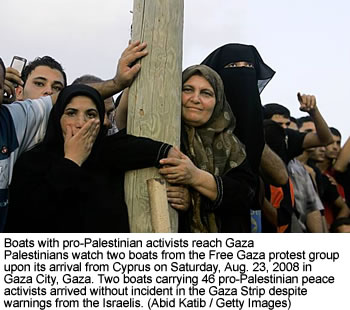 Boats with pro-Palestinian activists reach Gaza
Palestinians watch two boats from the Free Gaza protest group
upon its arrival from Cyprus on Saturday, Aug. 23, 2008 in
Gaza City, Gaza. Two boats carrying 46 pro-Palestinian peace
activists arrived without incident in the Gaza Strip despite
warnings from the Israelis. (Abid Katib / Getty Images)